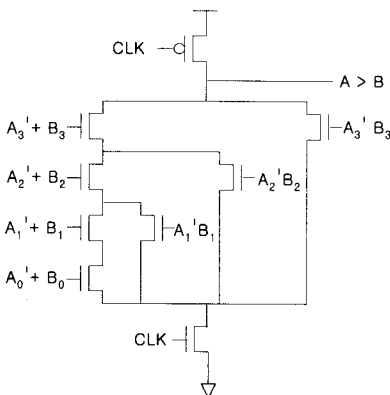 CLK
A > B
A₃' + B₃
A₃' B₃
A₂' + B₂
A₂' B₂
A₁' + B₁
A₁' B₁
A₀' + B₀
CLK